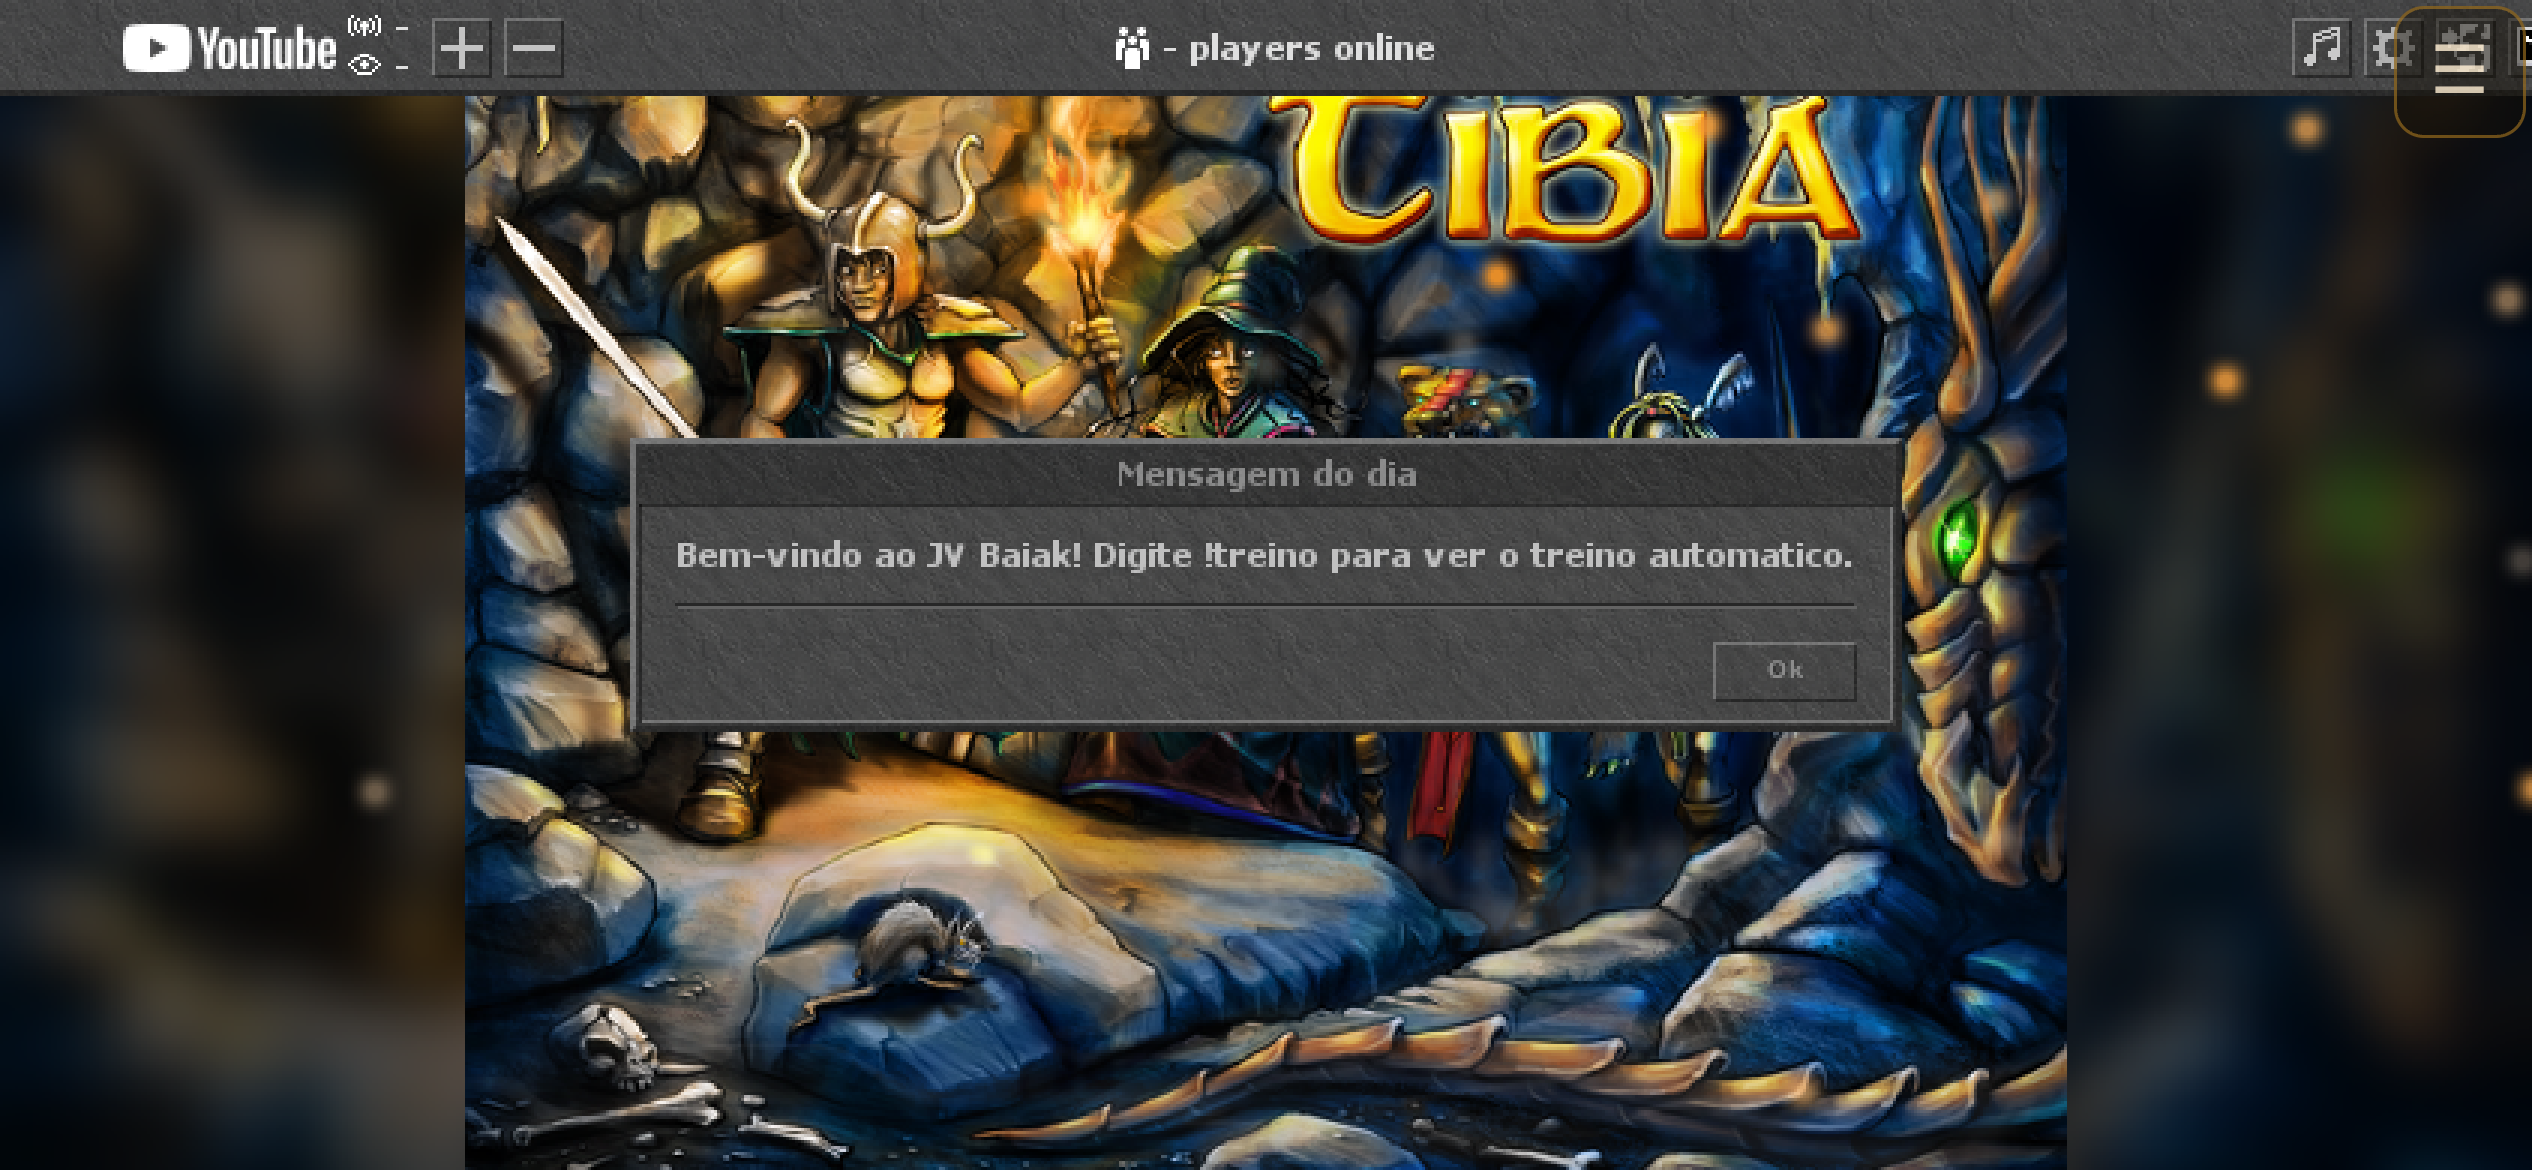 YouTube - - - players online
TIBIA
Mensagem do dia
Bem-vindo ao JV Baiak! Digite !treino para ver o treino automatico.
Ok